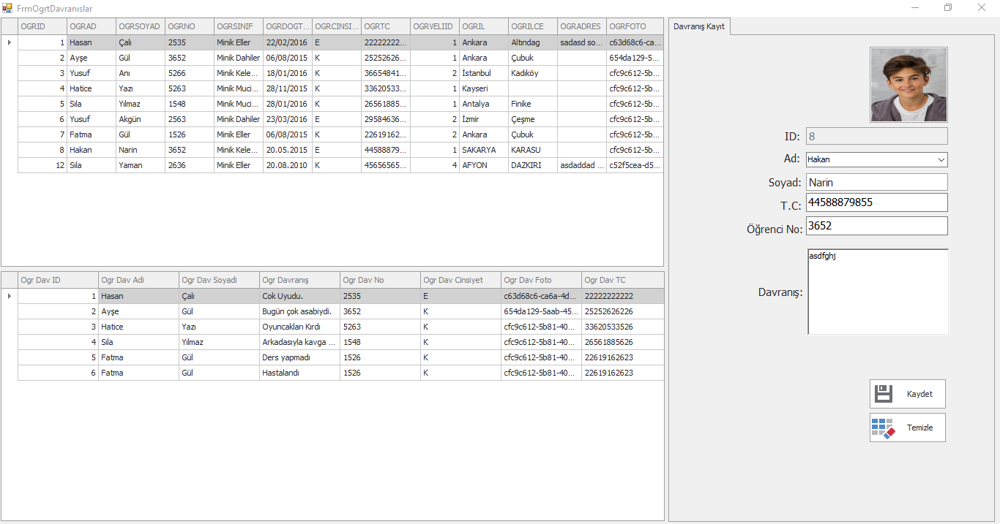 FrmOgrtDavranıslar
OGRID OGRAD OGRSOYAD OGRNO OGRSINIF OGRDOGT... OGRCINSI... OGRTC OGRVELIID OGRIL OGRILCE OGRADRES OGRFOTO
1 Hasan Çalı 2535 Minik Eller 22/02/2016 E 22222222... 1 Ankara Altındag sadasd so... c63d68c6-ca...
2 Ayşe Gül 3652 Minik Dahiler 06/08/2015 K 25252626... 1 Ankara Çubuk 654da129-5...
3 Yusuf Anı 5266 Minik Kele... 18/01/2016 K 36654841... 2 İstanbul Kadıköy cfc9c612-5b...
4 Hatice Yazı 5263 Minik Muci... 28/11/2015 K 33620533... 1 Kayseri cfc9c612-5b...
5 Sıla Yılmaz 1548 Minik Muci... 28/01/2016 K 26561885... 1 Antalya Finike cfc9c612-5b...
6 Yusuf Akgün 2563 Minik Dahiler 23/03/2016 E 29584636... 2 İzmir Çeşme cfc9c612-5b...
7 Fatma Gül 1526 Minik Eller 06/08/2015 K 22619162... 2 Ankara Çubuk cfc9c612-5b...
8 Hakan Narin 3652 Minik Kele... 20.05.2015 E 44588879... 1 SAKARYA KARASU cfc9c612-5b...
12 Sıla Yaman 2636 Minik Eller 20.08.2010 K 45656565... 4 AFYON DAZKIRI asdaddad ... c52f5cea-d5...
Ogr Dav ID Ogr Dav Adi Ogr Dav Soyadi Ogr Davranış Ogr Dav No Ogr Dav Cinsiyet Ogr Dav Foto Ogr Dav TC
1 Hasan Çalı Cok Uyudu. 2535 E c63d68c6-ca6a-4d... 22222222222
2 Ayşe Gül Bugün çok asabiydi. 3652 K 654da129-5aab-45... 25252626226
3 Hatice Yazı Oyuncakları Kırdı 5263 K cfc9c612-5b81-40... 33620533526
4 Sıla Yılmaz Arkadasıyla kavga ... 1548 K cfc9c612-5b81-40... 26561885626
5 Fatma Gül Ders yapmadı 1526 K cfc9c612-5b81-40... 22619162623
6 Fatma Gül Hastalandı 1526 K cfc9c612-5b81-40... 22619162623
Davranış Kayıt
ID: 8
Ad: Hakan
Soyad: Narin
T.C: 44588879855
Öğrenci No: 3652
Davranış: asdfghj
Kaydet
Temizle